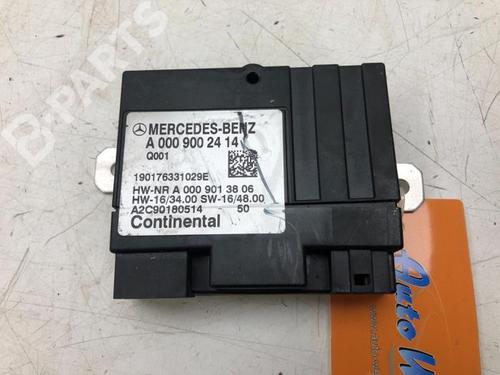 B-PARTS
MERCEDES-BENZ
A 000 900 24 14
Q001
190176331029E
HW-NR A 000 901 38 06
HW-16/34.00 SW-16/48.00
A2C90180514 50
Continental
Auto